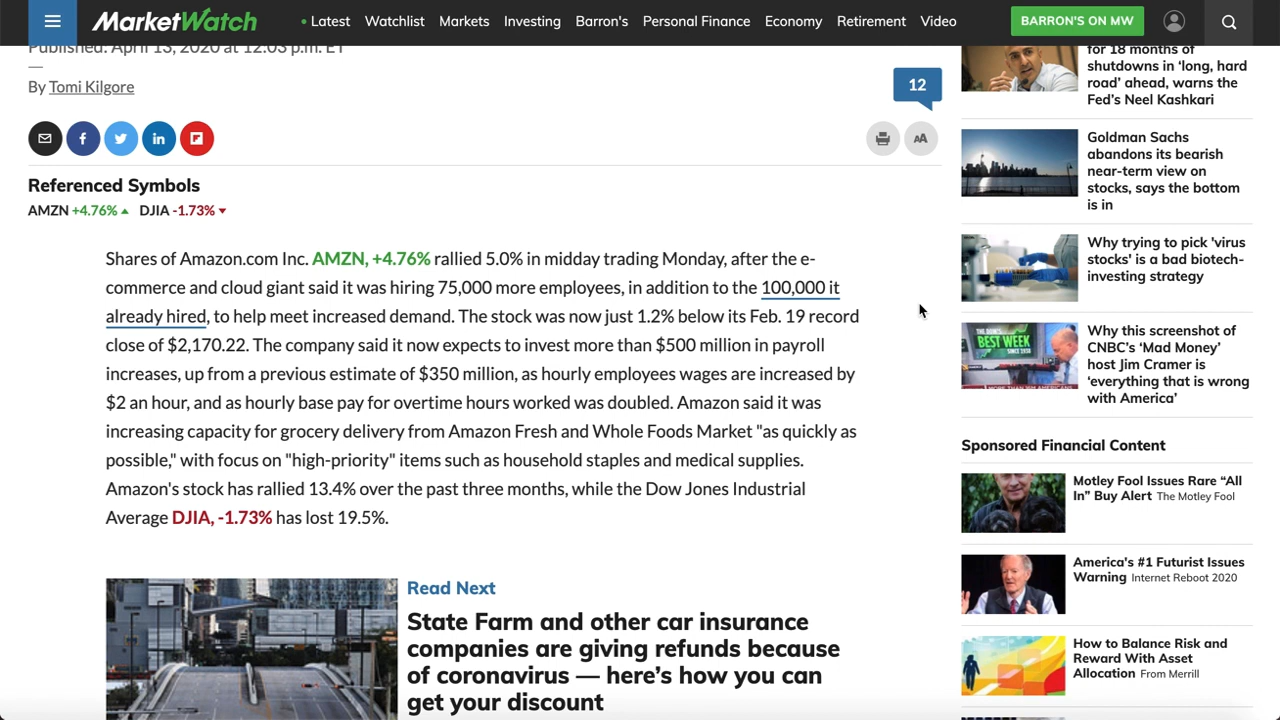 MarketWatch
Latest Watchlist Markets Investing Barron's Personal Finance Economy Retirement Video
BARRON'S ON MW
Published: April 13, 2020 at 12:03 p.m. ET
By Tomi Kilgore
12
AA
Referenced Symbols
AMZN +4.76% DJIA -1.73%
Shares of Amazon.com Inc. AMZN, +4.76% rallied 5.0% in midday trading Monday, after the e-
commerce and cloud giant said it was hiring 75,000 more employees, in addition to the 100,000 it
already hired, to help meet increased demand. The stock was now just 1.2% below its Feb. 19 record
close of $2,170.22. The company said it now expects to invest more than $500 million in payroll
increases, up from a previous estimate of $350 million, as hourly employees wages are increased by
$2 an hour, and as hourly base pay for overtime hours worked was doubled. Amazon said it was
increasing capacity for grocery delivery from Amazon Fresh and Whole Foods Market "as quickly as
possible," with focus on "high-priority" items such as household staples and medical supplies.
Amazon's stock has rallied 13.4% over the past three months, while the Dow Jones Industrial
Average DJIA, -1.73% has lost 19.5%.
Read Next
State Farm and other car insurance
companies are giving refunds because
of coronavirus — here's how you can
get your discount
for 18 months of
shutdowns in 'long, hard
road' ahead, warns the
Fed's Neel Kashkari
Goldman Sachs
abandons its bearish
near-term view on
stocks, says the bottom
is in
Why trying to pick 'virus
stocks' is a bad biotech-
investing strategy
BEST WEEK
Why this screenshot of
CNBC's 'Mad Money'
host Jim Cramer is
'everything that is wrong
with America'
Sponsored Financial Content
Motley Fool Issues Rare “All
In” Buy Alert The Motley Fool
America's #1 Futurist Issues
Warning Internet Reboot 2020
How to Balance Risk and
Reward With Asset
Allocation From Merrill